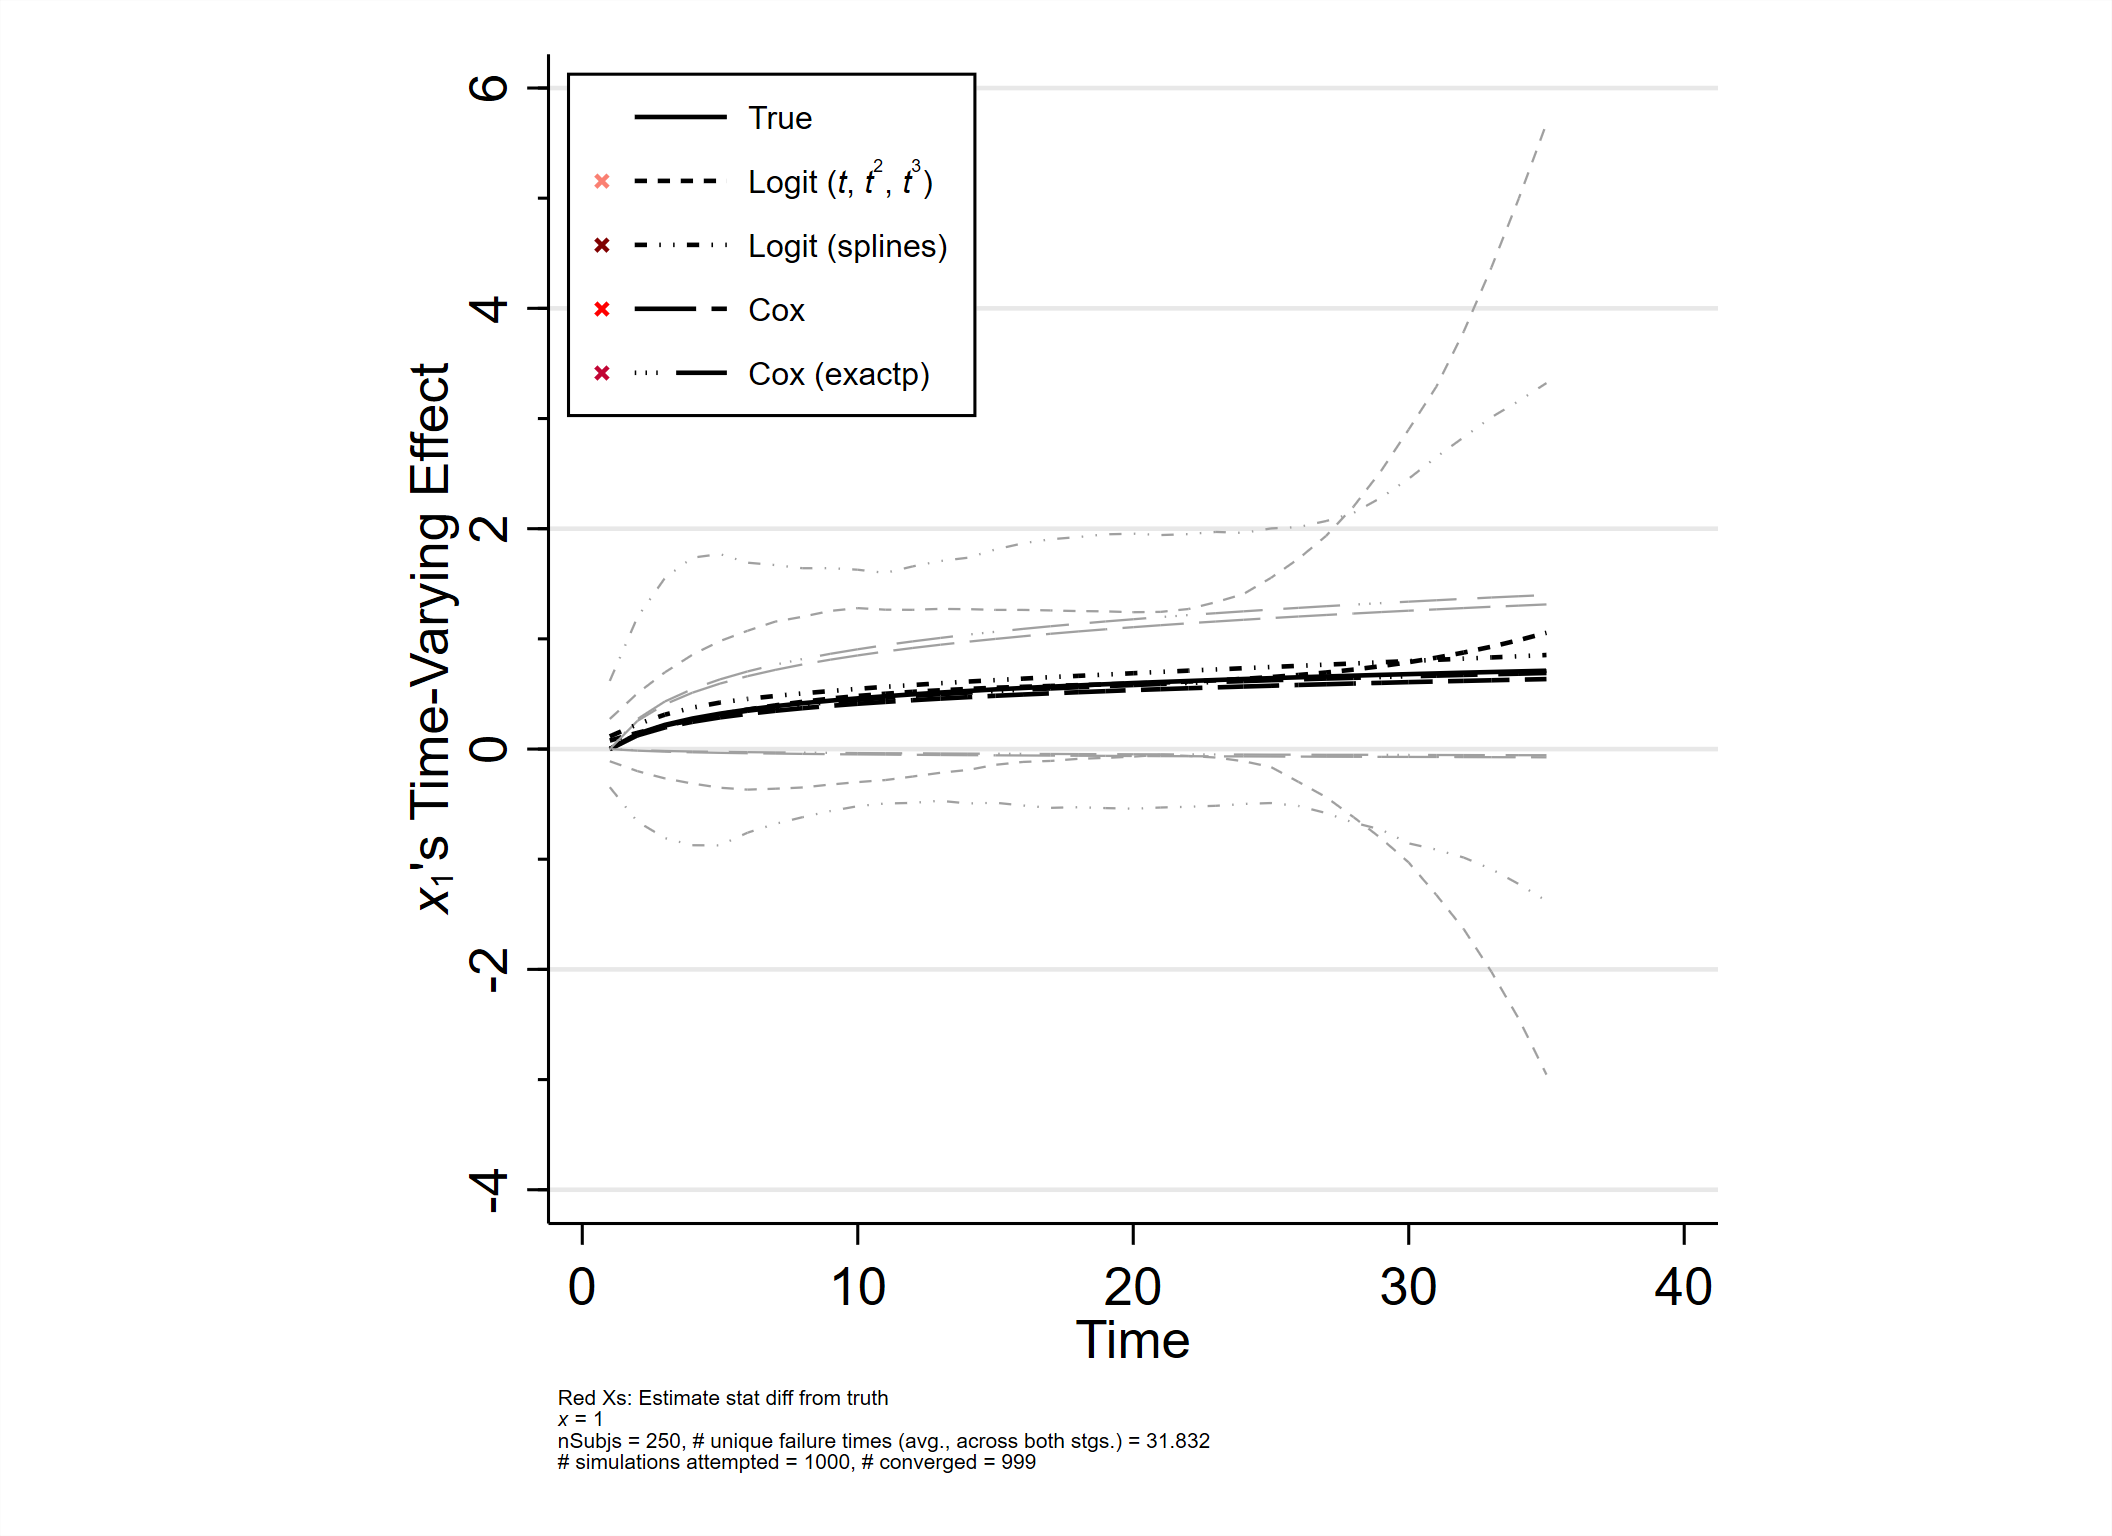 6
4
2
0
-2
-4
x₁'s Time-Varying Effect
True
Logit (t, t², t³)
Logit (splines)
Cox
Cox (exactp)
0 10 20 30 40
Time
Red Xs: Estimate stat diff from truth
x = 1
nSubjs = 250, # unique failure times (avg., across both stgs.) = 31.832
# simulations attempted = 1000, # converged = 999